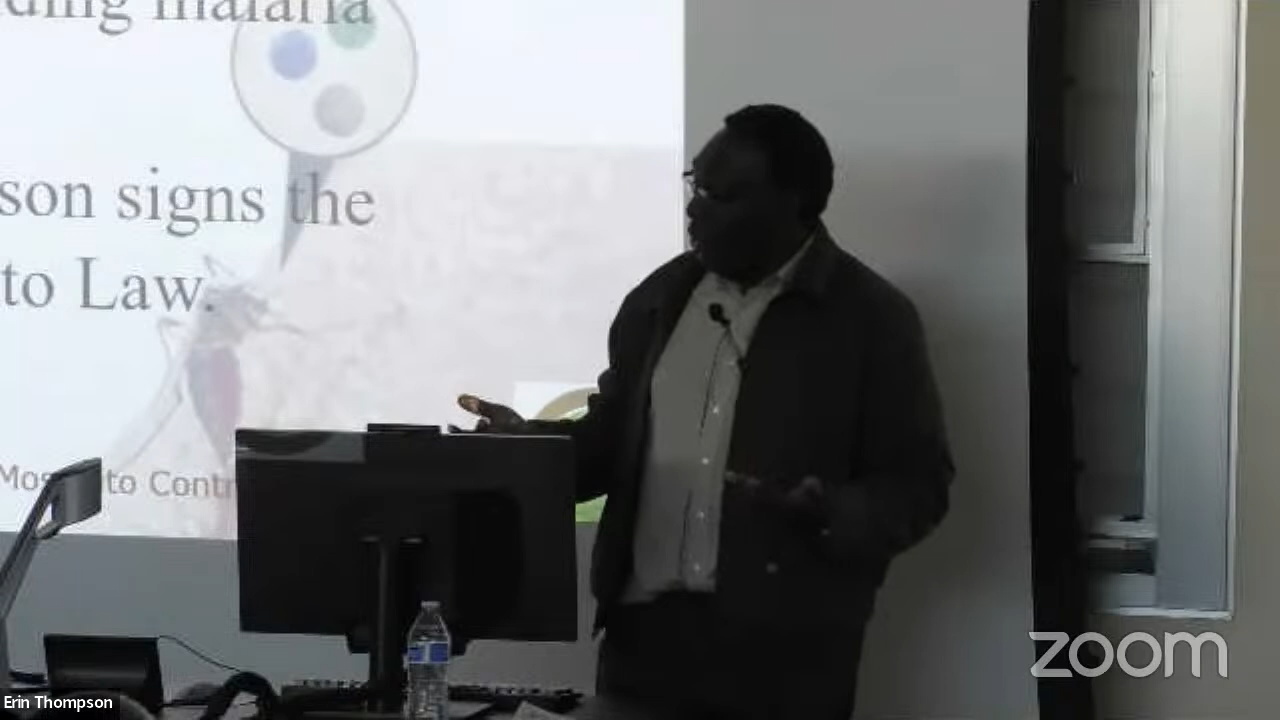 ding malaria
son signs the
to Law.
Mos to Contr
zoom
Erin Thompson